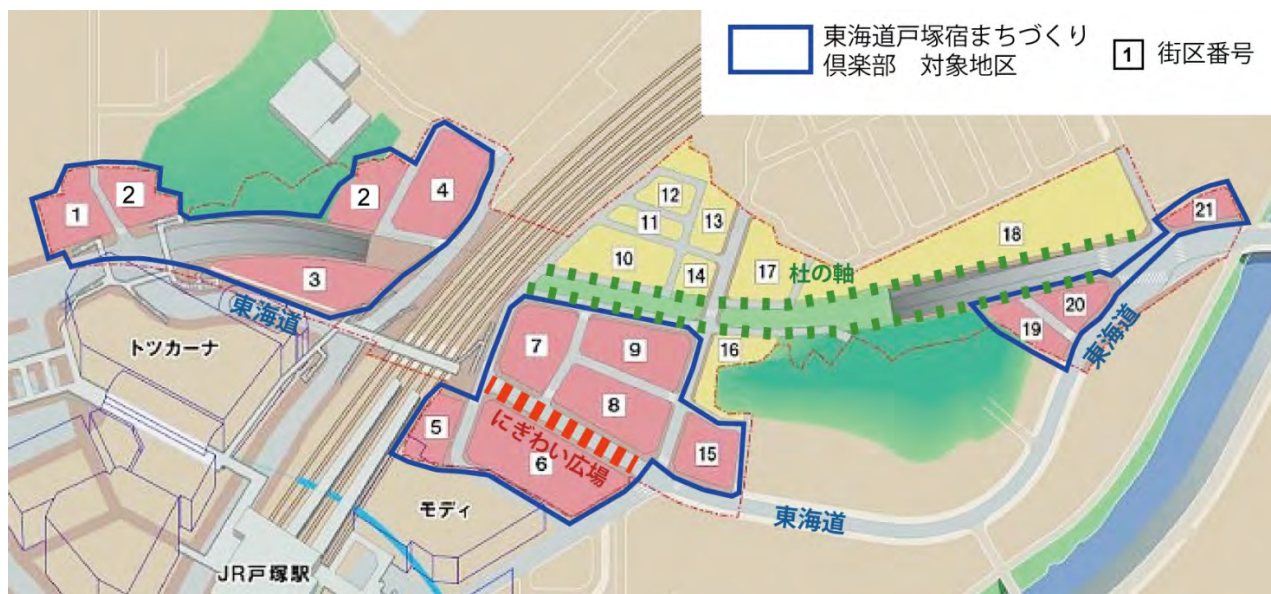 東海道戸塚宿まちづくり
倶楽部　対象地区
1 街区番号
1
2
2
4
3
東海道
トツカーナ
12
11
13
10
14
17
18
21
杜の軸
20
19
東海道
16
7
9
8
5
にぎわい広場
6
15
モディ
東海道
JR戸塚駅